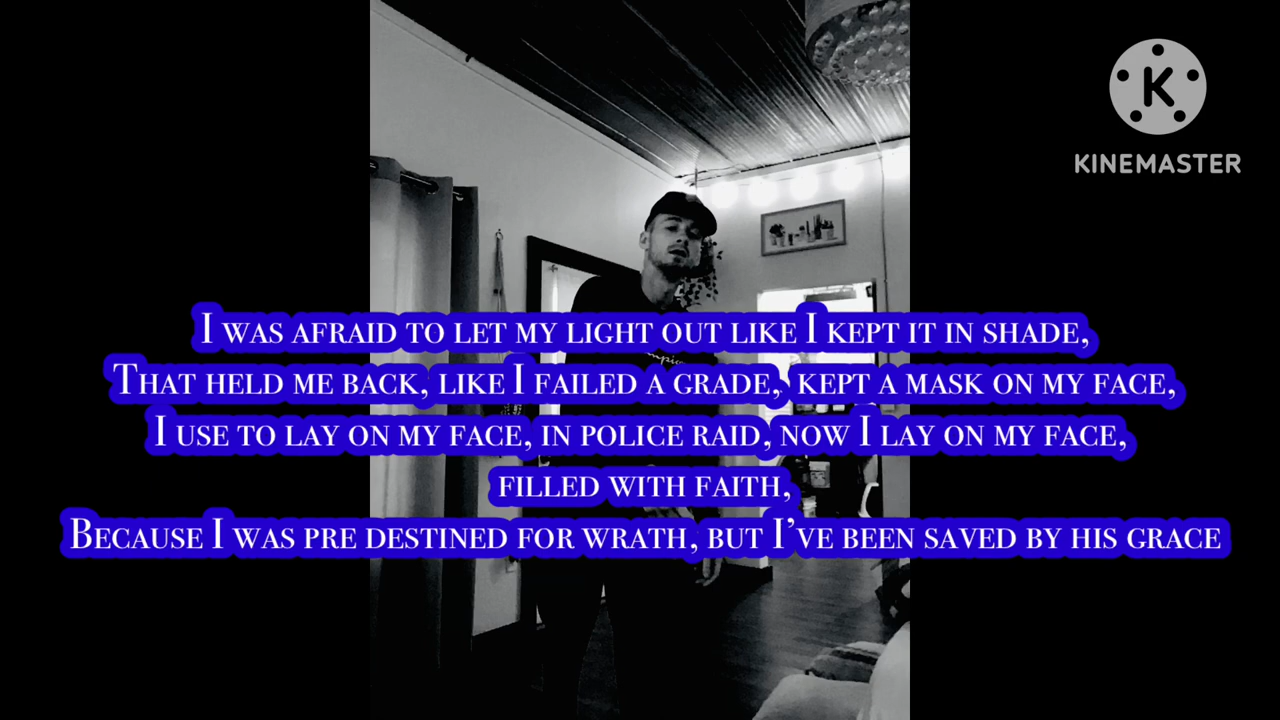 KINEMASTER
I WAS AFRAID TO LET MY LIGHT OUT LIKE I KEPT IT IN SHADE,
THAT HELD ME BACK, LIKE I FAILED A GRADE, KEPT A MASK ON MY FACE,
I USE TO LAY ON MY FACE, IN POLICE RAID, NOW I LAY ON MY FACE,
FILLED WITH FAITH,
BECAUSE I WAS PRE DESTINED FOR WRATH, BUT I'VE BEEN SAVED BY HIS GRACE